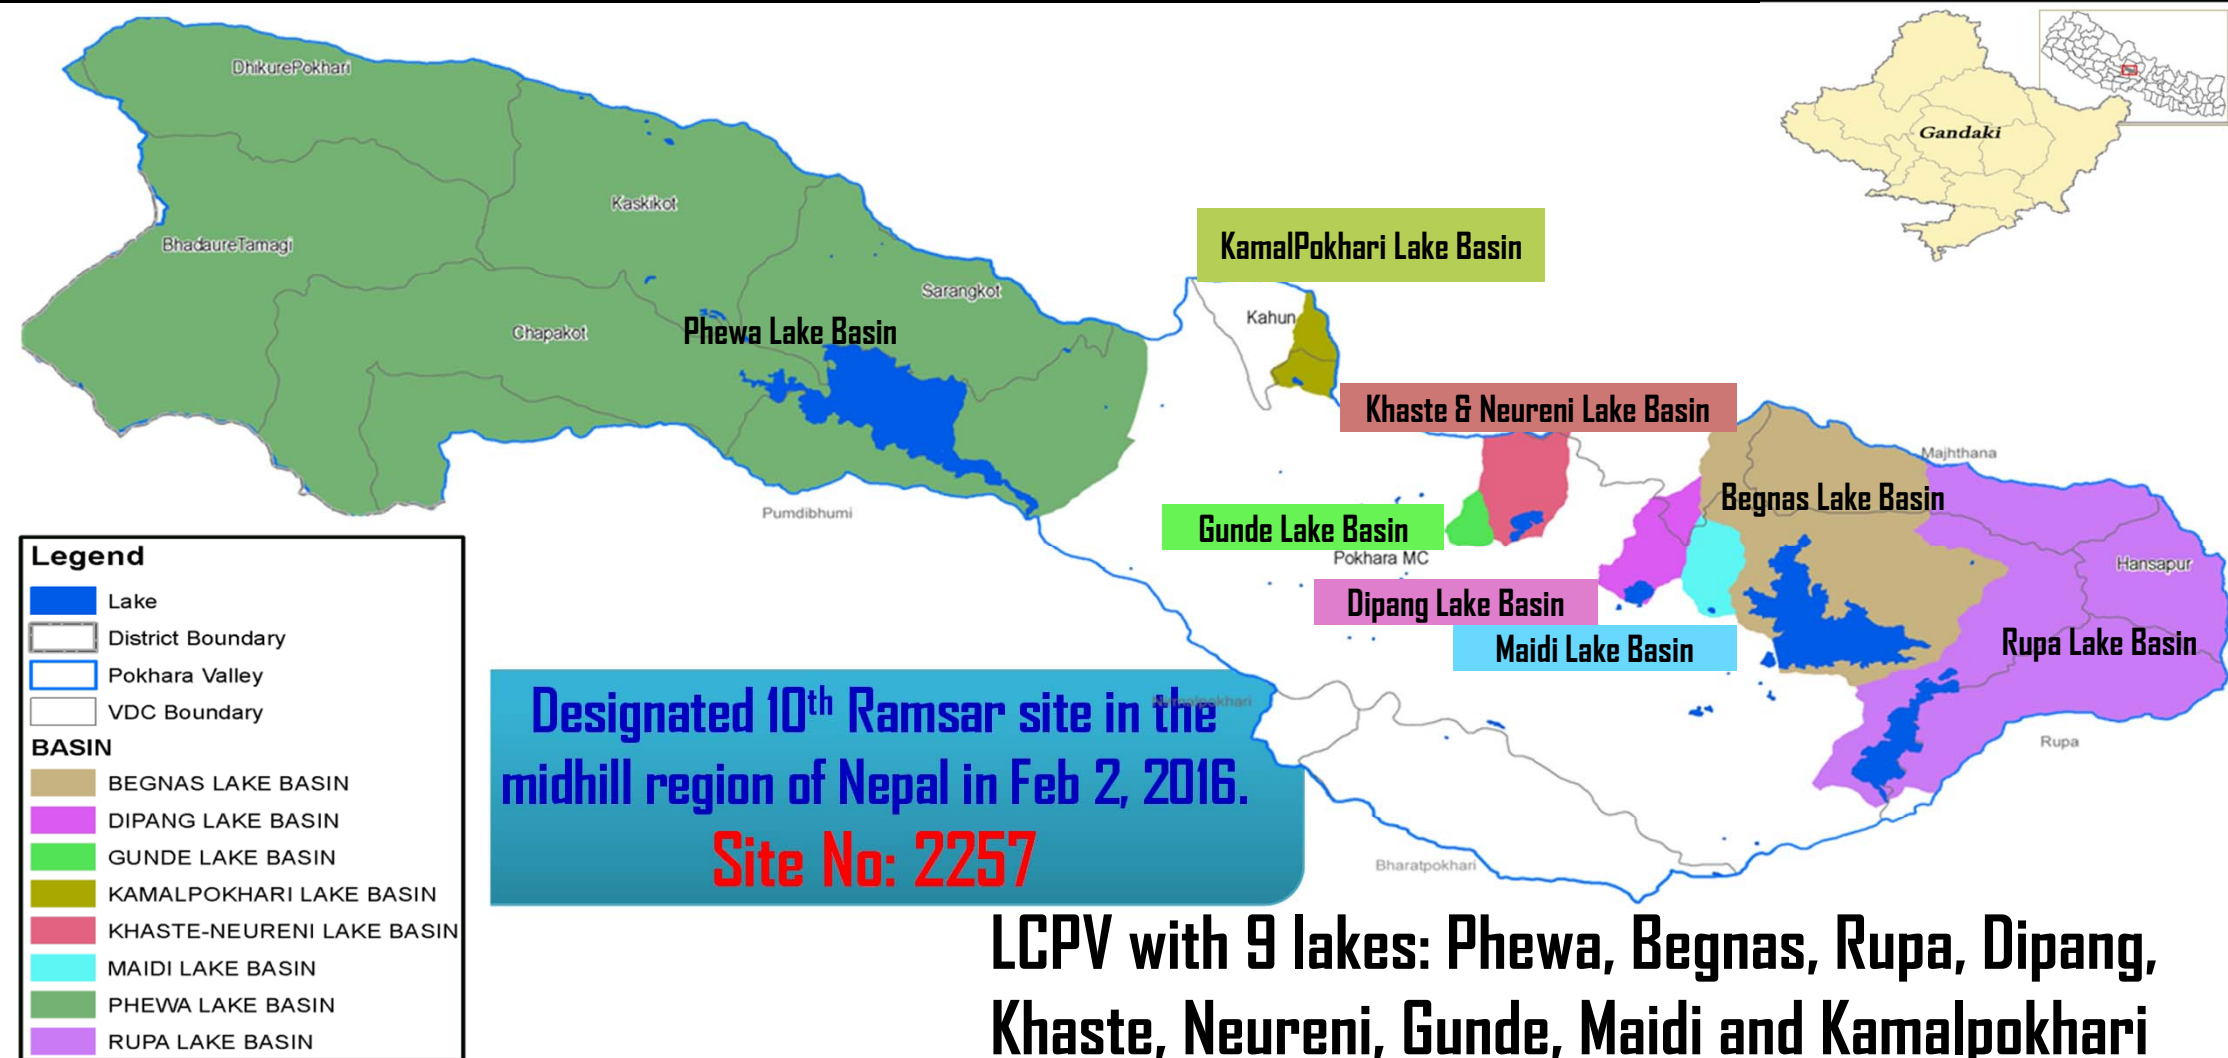 DhikurePokhari
Gandaki
Kaskikot
BhadaureTamagi
KamalPokhari Lake Basin
Sarangkot
Kahun
Phewa Lake Basin
Chapakot
Khaste & Neureni Lake Basin
Majhthana
Begnas Lake Basin
Pumdibhumi
Gunde Lake Basin
Pokhara MC
Hansapur
Dipang Lake Basin
Maidi Lake Basin
Rupa Lake Basin
Rupa
Nirmalpokhari
Bharatpokhari
Legend
Lake
District Boundary
Pokhara Valley
VDC Boundary
BASIN
BEGNAS LAKE BASIN
DIPANG LAKE BASIN
GUNDE LAKE BASIN
KAMALPOKHARI LAKE BASIN
KHASTE-NEURENI LAKE BASIN
MAIDI LAKE BASIN
PHEWA LAKE BASIN
RUPA LAKE BASIN
Designated 10th Ramsar site in the
midhill region of Nepal in Feb 2, 2016.
Site No: 2257
LCPV with 9 lakes: Phewa, Begnas, Rupa, Dipang,
Khaste, Neureni, Gunde, Maidi and Kamalpokhari